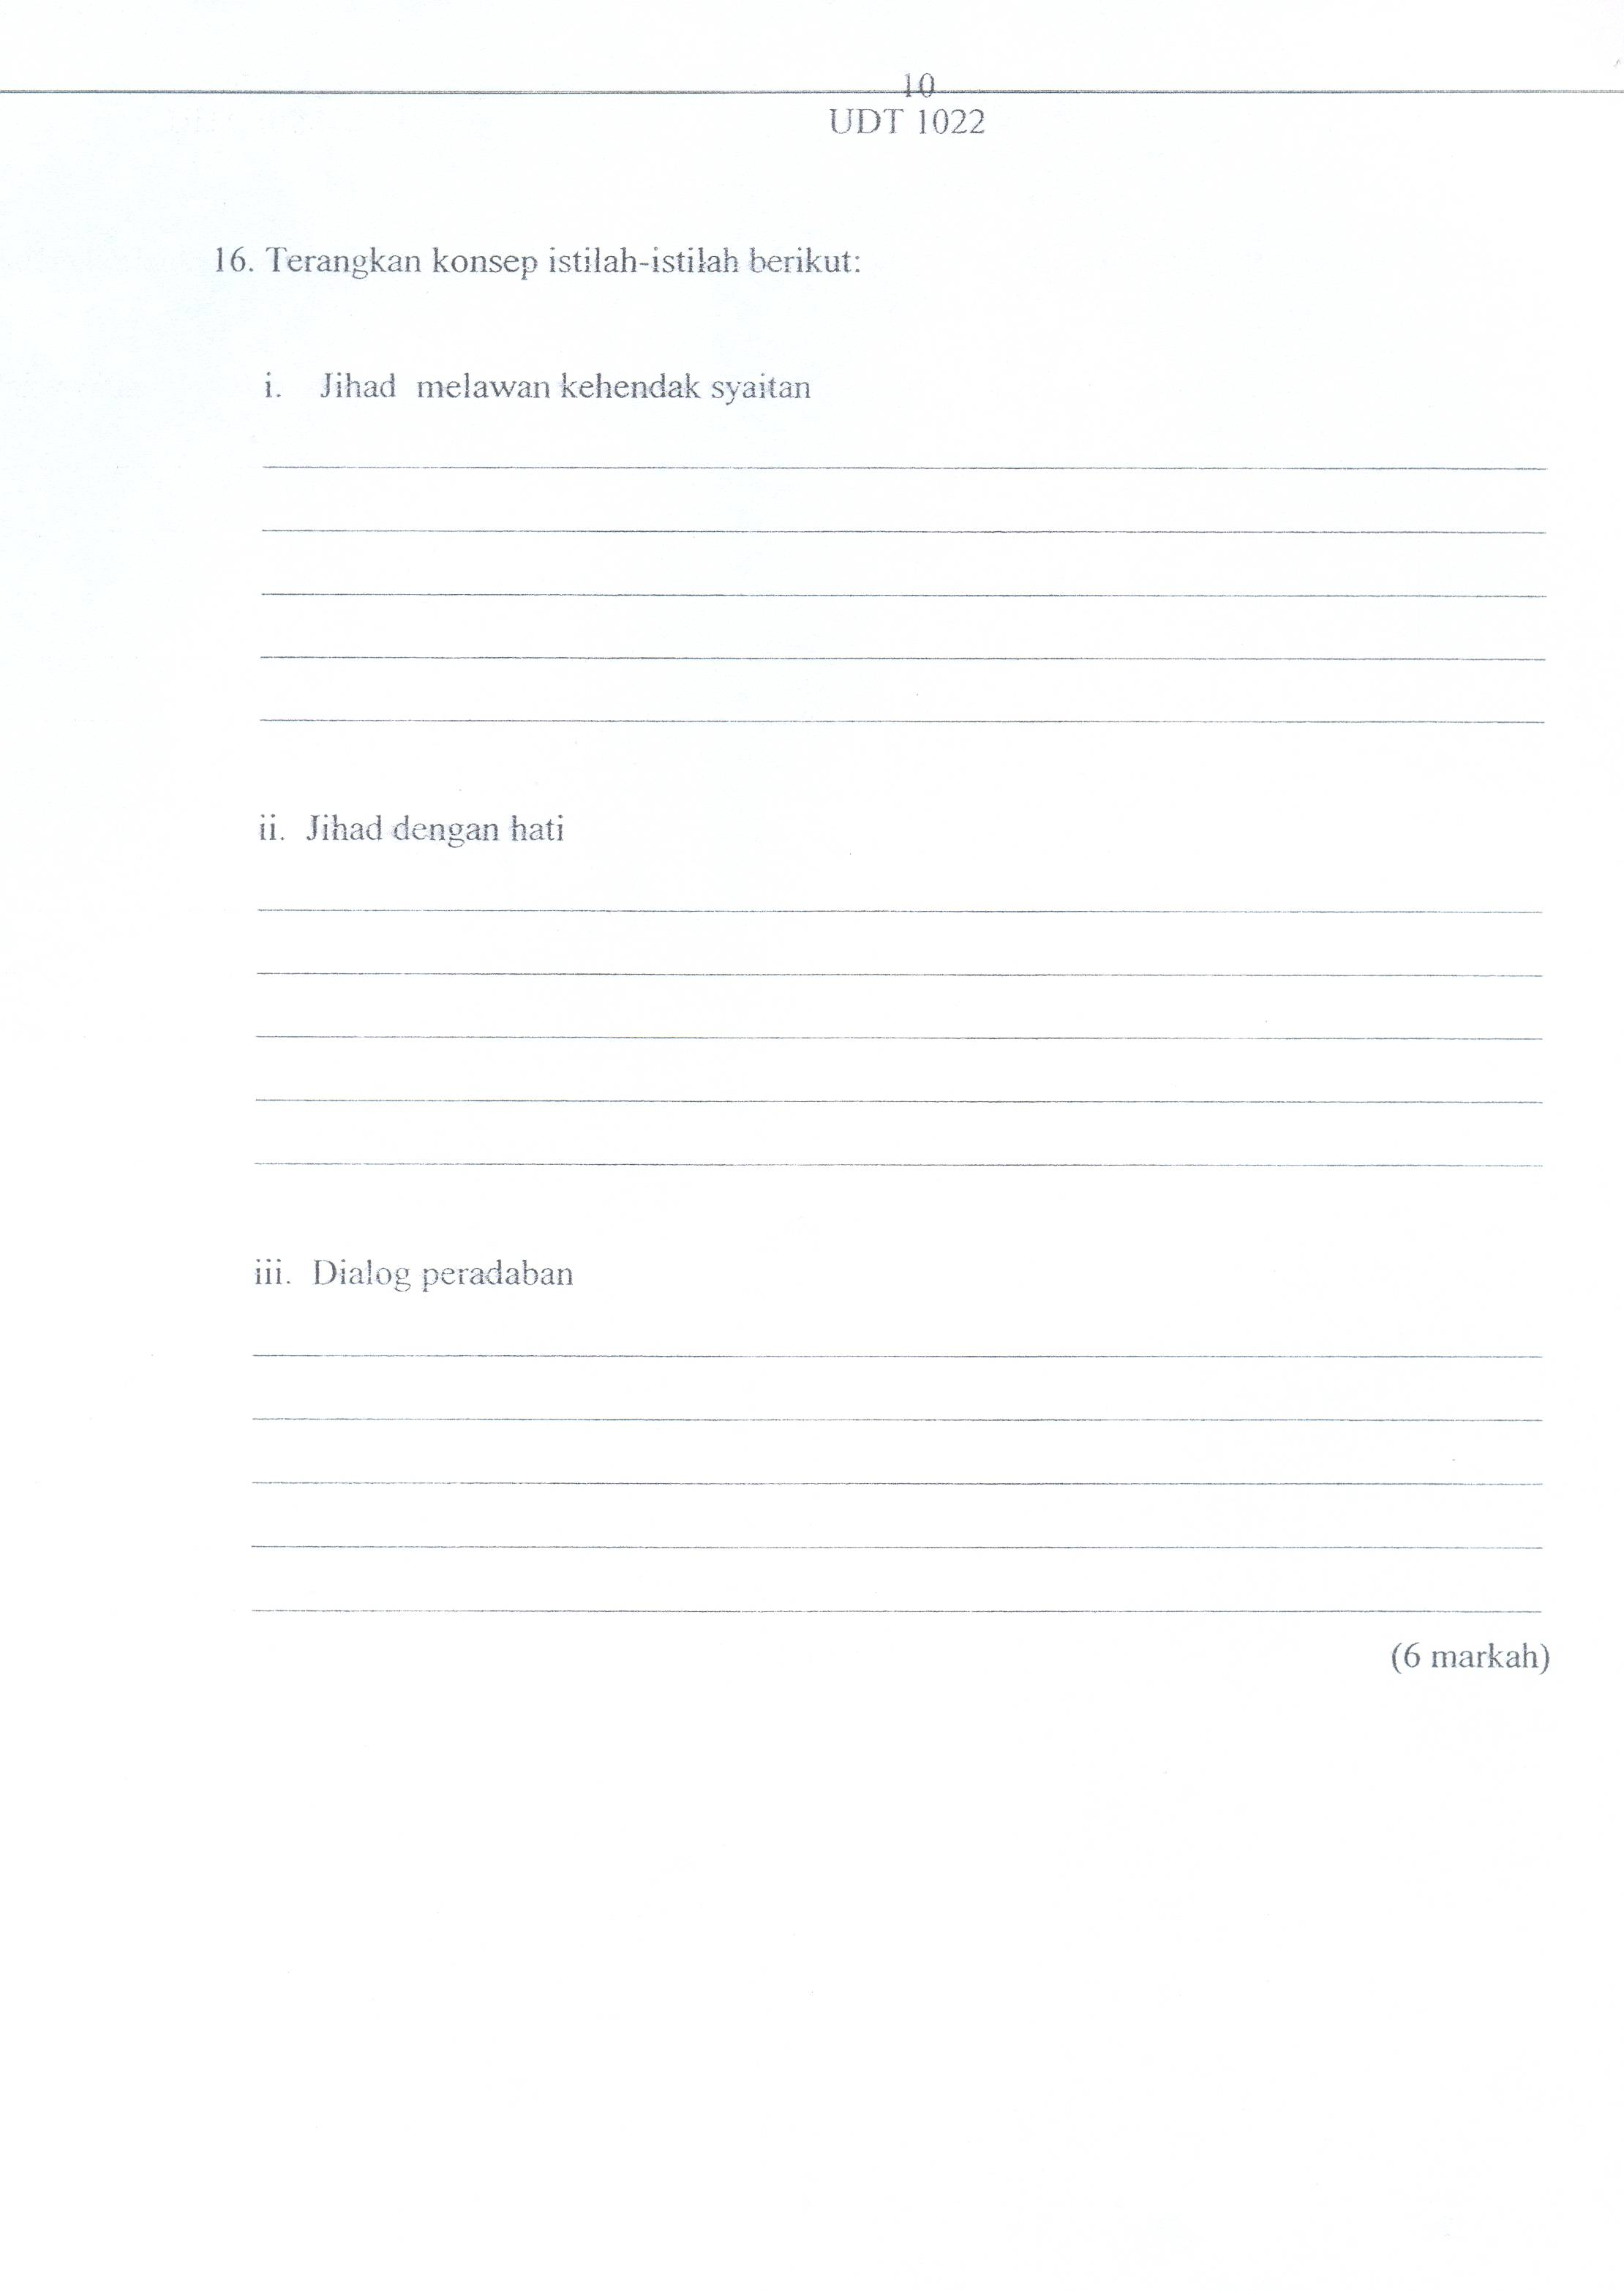 10
UDT 1022
16. Terangkan konsep istilah-istilah berikut:
i. Jihad melawan kehendak syaitan
ii. Jihad dengan hati
iii. Dialog peradaban
(6 markah)